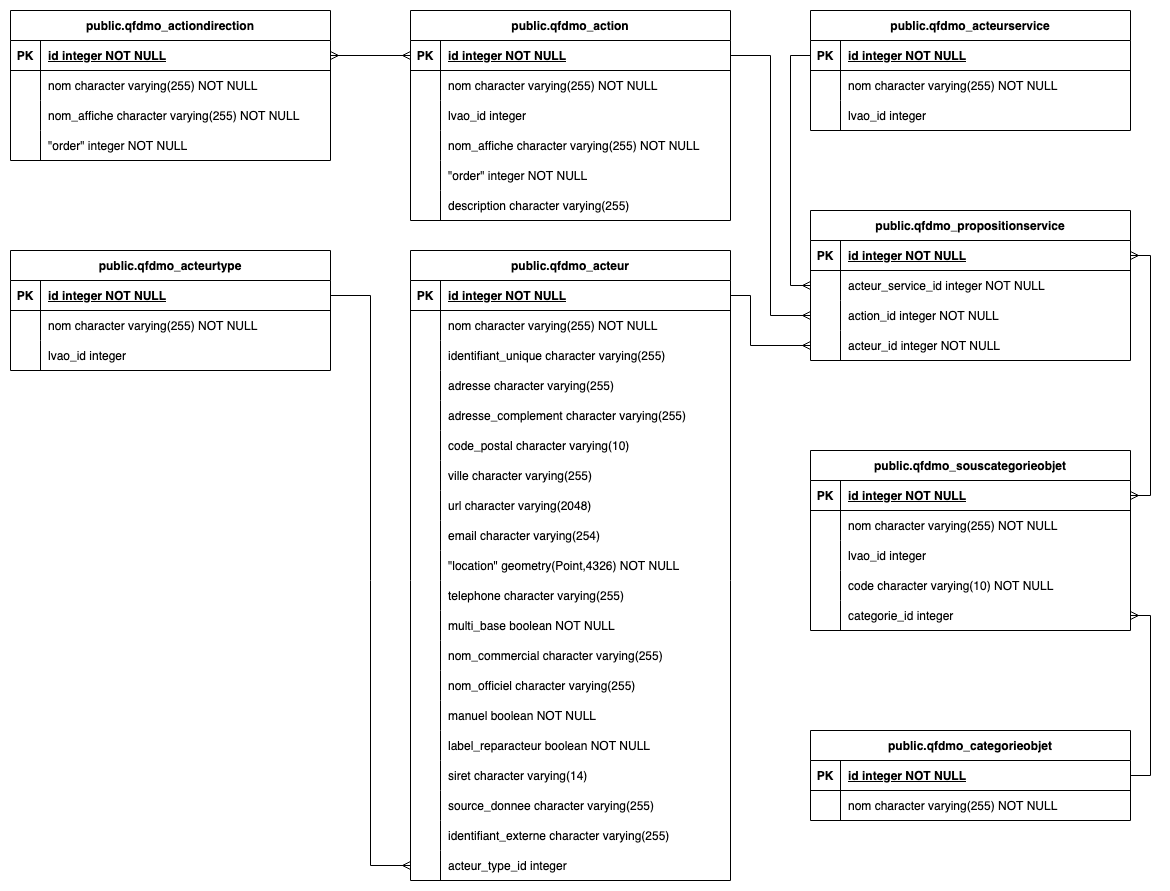 public.qfdmo_actiondirection
PK id integer NOT NULL
nom character varying(255) NOT NULL
nom_affiche character varying(255) NOT NULL
"order" integer NOT NULL
public.qfdmo_action
PK id integer NOT NULL
nom character varying(255) NOT NULL
lvao_id integer
nom_affiche character varying(255) NOT NULL
"order" integer NOT NULL
description character varying(255)
public.qfdmo_acteurservice
PK id integer NOT NULL
nom character varying(255) NOT NULL
lvao_id integer
public.qfdmo_acteurtype
PK id integer NOT NULL
nom character varying(255) NOT NULL
lvao_id integer
public.qfdmo_acteur
PK id integer NOT NULL
nom character varying(255) NOT NULL
identifiant_unique character varying(255)
adresse character varying(255)
adresse_complement character varying(255)
code_postal character varying(10)
ville character varying(255)
url character varying(2048)
email character varying(254)
"location" geometry(Point,4326) NOT NULL
telephone character varying(255)
multi_base boolean NOT NULL
nom_commercial character varying(255)
nom_officiel character varying(255)
manuel boolean NOT NULL
label_reparacteur boolean NOT NULL
siret character varying(14)
source_donnee character varying(255)
identifiant_externe character varying(255)
acteur_type_id integer
public.qfdmo_propositionservice
PK id integer NOT NULL
acteur_service_id integer NOT NULL
action_id integer NOT NULL
acteur_id integer NOT NULL
public.qfdmo_souscategorieobjet
PK id integer NOT NULL
nom character varying(255) NOT NULL
lvao_id integer
code character varying(10) NOT NULL
categorie_id integer
public.qfdmo_categorieobjet
PK id integer NOT NULL
nom character varying(255) NOT NULL